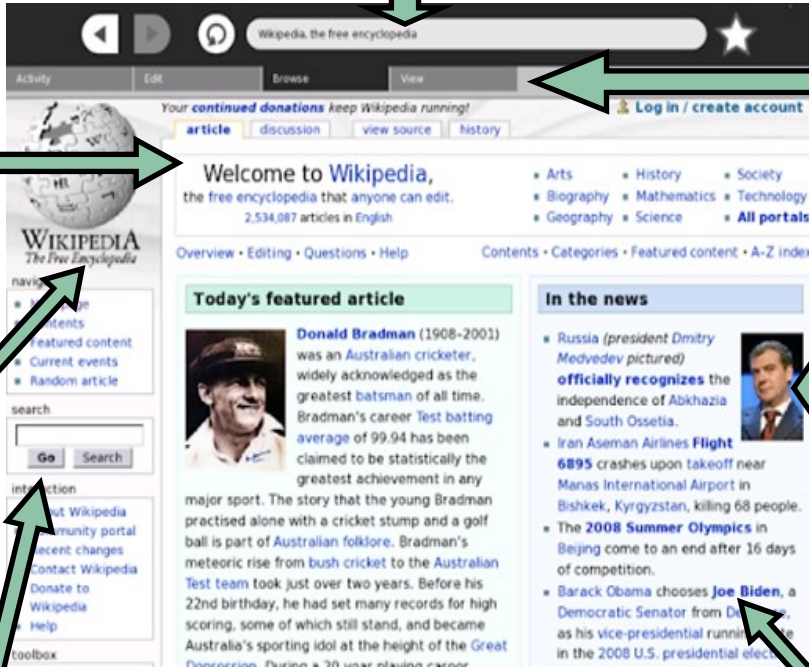 Wikipedia, the free encyclopedia
Activity Edit Browse View
Your continued donations keep Wikipedia running!
Log in / create account
article discussion view source history
WIKIPEDIA
The Free Encyclopedia
Welcome to Wikipedia,
the free encyclopedia that anyone can edit.
2,534,087 articles in English
Arts
Biography
Geography
History
Mathematics
Science
Society
Technology
All portals
Overview · Editing · Questions · Help
Contents · Categories · Featured content · A-Z index
Featured content
Current events
Random article
search
Go Search
Wikipedia
portal
changes
Contact Wikipedia
Donate to
Wikipedia
Help
toolbox
Today's featured article
Donald Bradman (1908–2001)
was an Australian cricketer,
widely acknowledged as the
greatest batsman of all time.
Bradman's career Test batting
average of 99.94 has been
claimed to be statistically the
greatest achievement in any
major sport. The story that the young Bradman
practised alone with a cricket stump and a golf
ball is part of Australian folklore. Bradman's
meteoric rise from bush cricket to the Australian
Test team took just over two years. Before his
22nd birthday, he had set many records for high
scoring, some of which still stand, and became
Australia's sporting idol at the height of the Great
Depression. During a 20-year playing career
In the news
Russia (president Dmitry
Medvedev pictured)
officially recognizes the
independence of Abkhazia
and South Ossetia.
Iran Aseman Airlines Flight
6895 crashes upon takeoff near
Manas International Airport in
Bishkek, Kyrgyzstan, killing 68 people.
The 2008 Summer Olympics in
Beijing come to an end after 16 days
of competition.
Barack Obama chooses Joe Biden, a
Democratic Senator from
as his vice-presidential
in the 2008 U.S. presidential